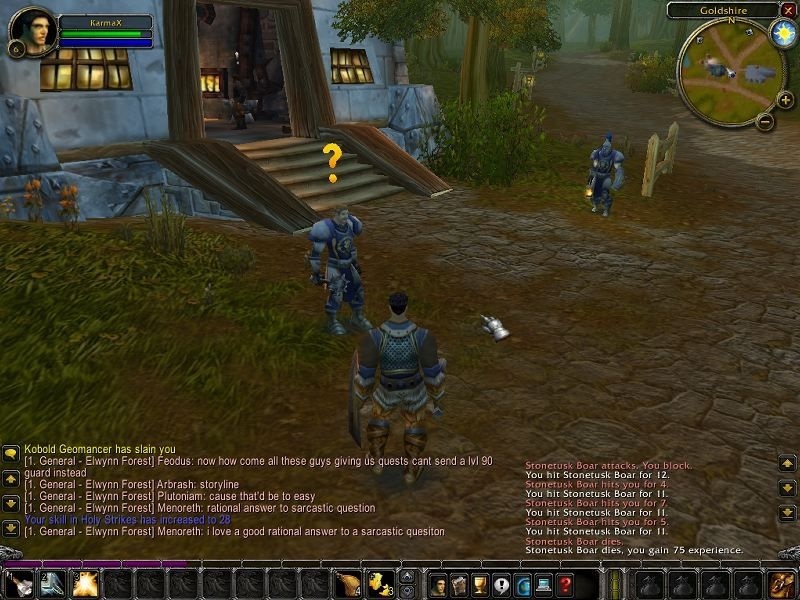 KarmaX
6
Goldshire
N
?
Kobold Geomancer has slain you
[1. General - Elwynn Forest] Feodus: now how come all these guys giving us quests cant send a lvl 90
guard instead
[1. General - Elwynn Forest] Arbrash: storyline
[1. General - Elwynn Forest] Plutoniam: cause that'd be to easy
[1. General - Elwynn Forest] Menoreth: rational answer to sarcastic question
Your skill in Holy Strikes has increased to 28
[1. General - Elwynn Forest] Menoreth: i love a good rational answer to a sarcastic quesiton
Stonetusk Boar attacks. You block.
You hit Stonetusk Boar for 12.
Stonetusk Boar hits you for 4.
You hit Stonetusk Boar for 11.
Stonetusk Boar hits you for 7.
You hit Stonetusk Boar for 11.
Stonetusk Boar hits you for 5.
You hit Stonetusk Boar for 11.
Stonetusk Boar dies.
Stonetusk Boar dies, you gain 75 experience.